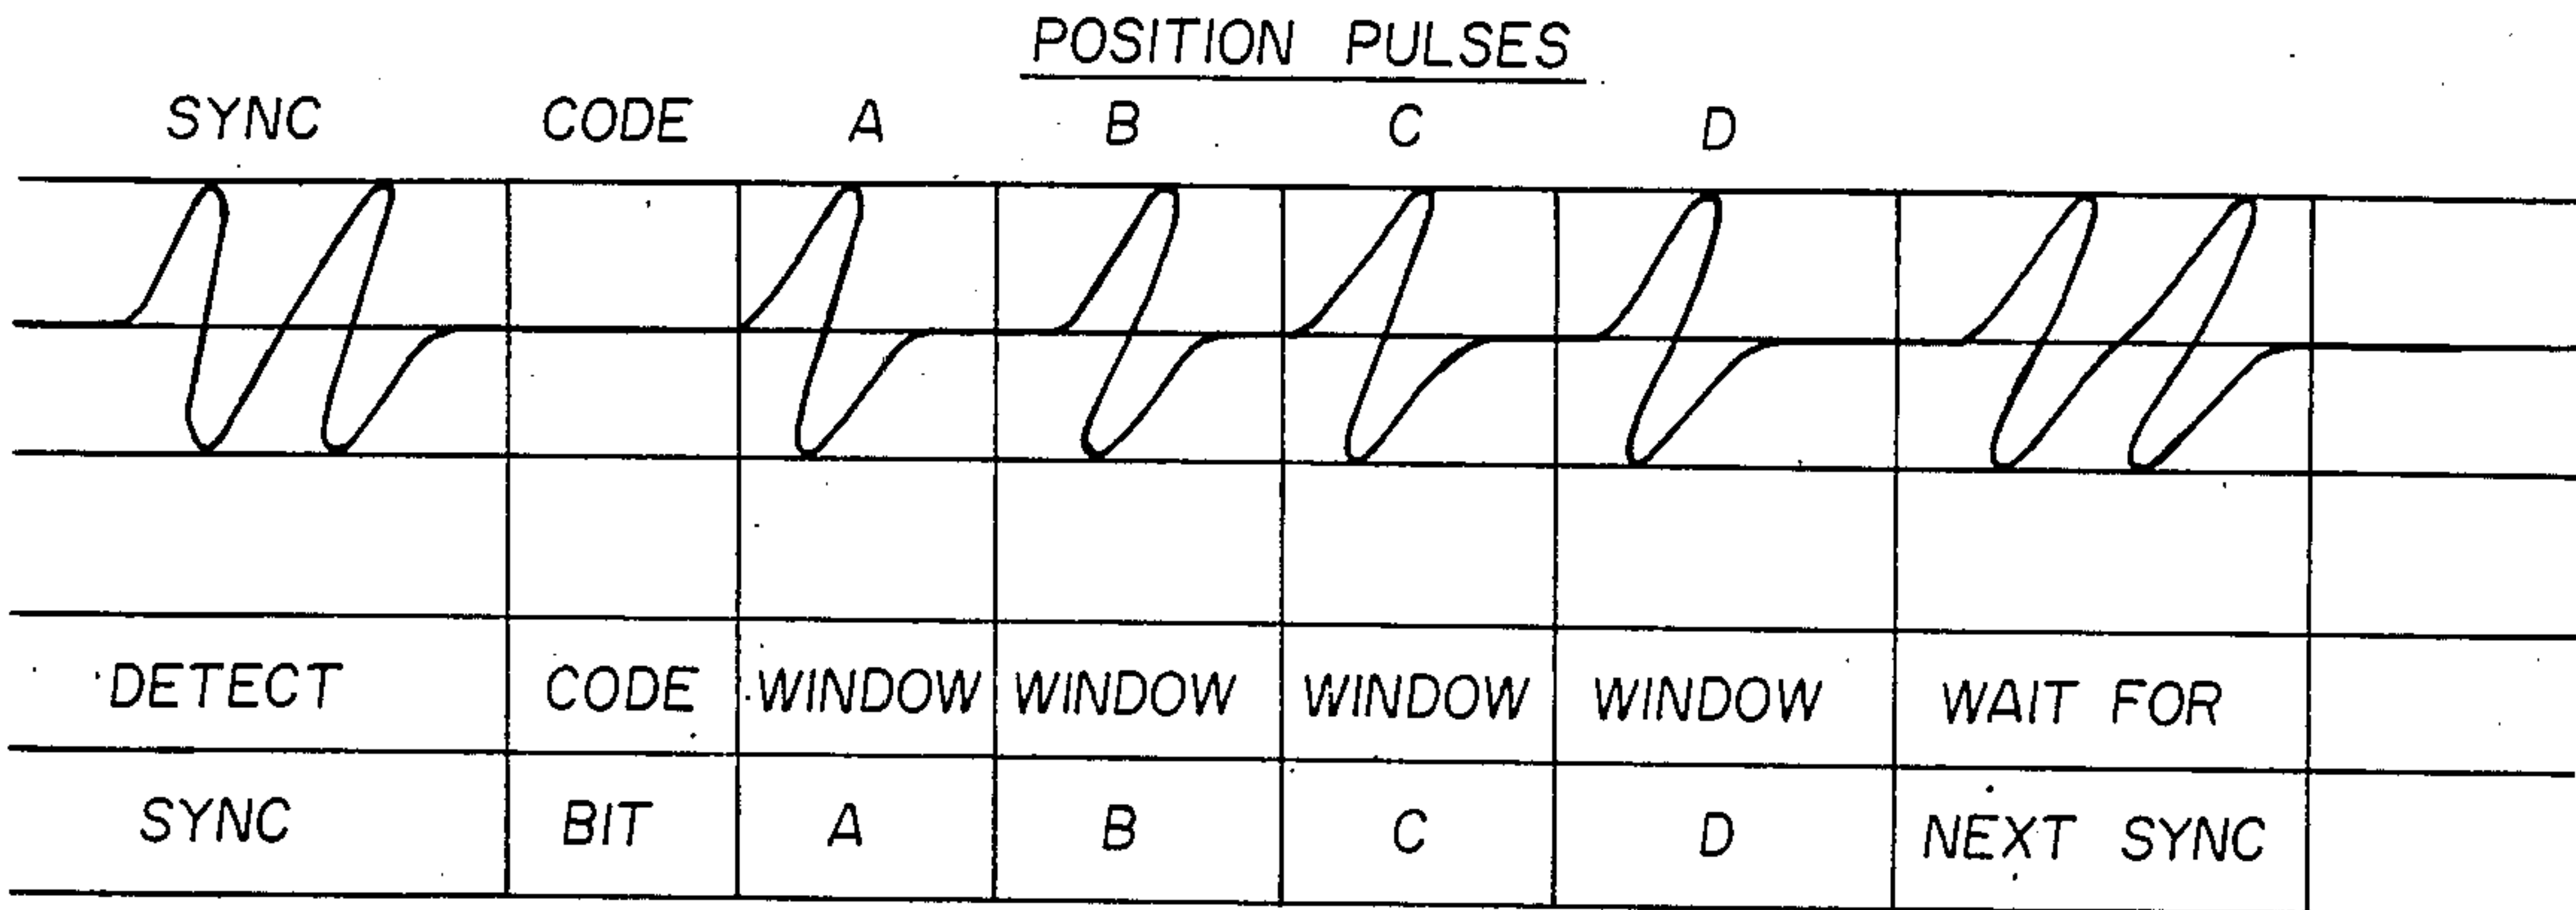 POSITION PULSES
SYNC CODE A B C D
DETECT CODE WINDOW WINDOW WINDOW WINDOW WAIT FOR
SYNC BIT A B C D NEXT SYNC